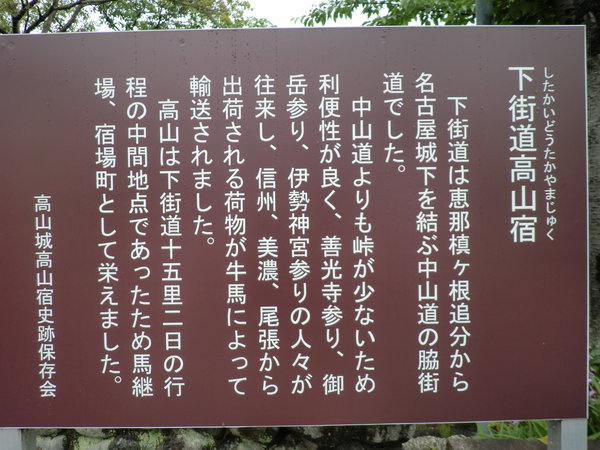 したかいどうたかやまじゅく
下街道高山宿
下街道は恵那槙ヶ根追分から
名古屋城下を結ぶ中山道の脇街
道でした。
中山道よりも峠が少ないため
利便性が良く、善光寺参り、御
岳参り、伊勢神宮参りの人々が
往来し、信州、美濃、尾張から
出荷される荷物が牛馬によって
輸送されました。
高山は下街道十五里二日の行
程の中間地点であったため馬継
場、宿場町として栄えました。
高山城高山宿史跡保存会